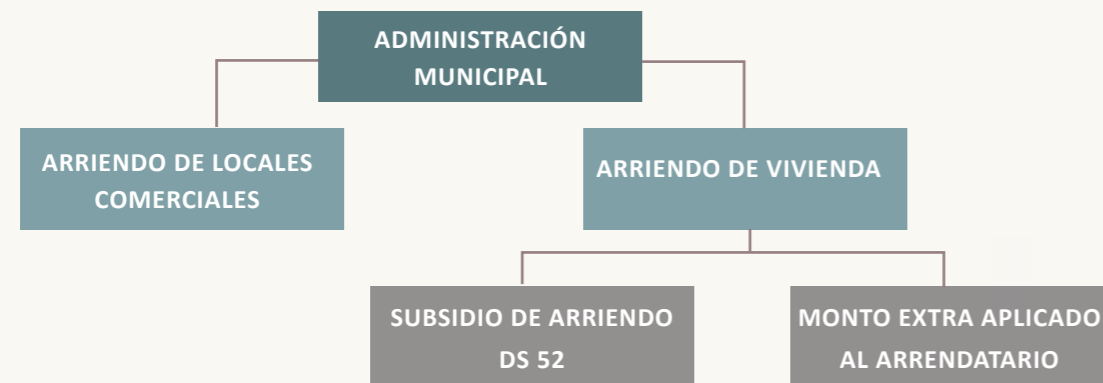 ADMINISTRACIÓN
MUNICIPAL
ARRIENDO DE LOCALES
COMERCIALES
ARRIENDO DE VIVIENDA
SUBSIDIO DE ARRIENDO
DS 52
MONTO EXTRA APLICADO
AL ARRENDATARIO